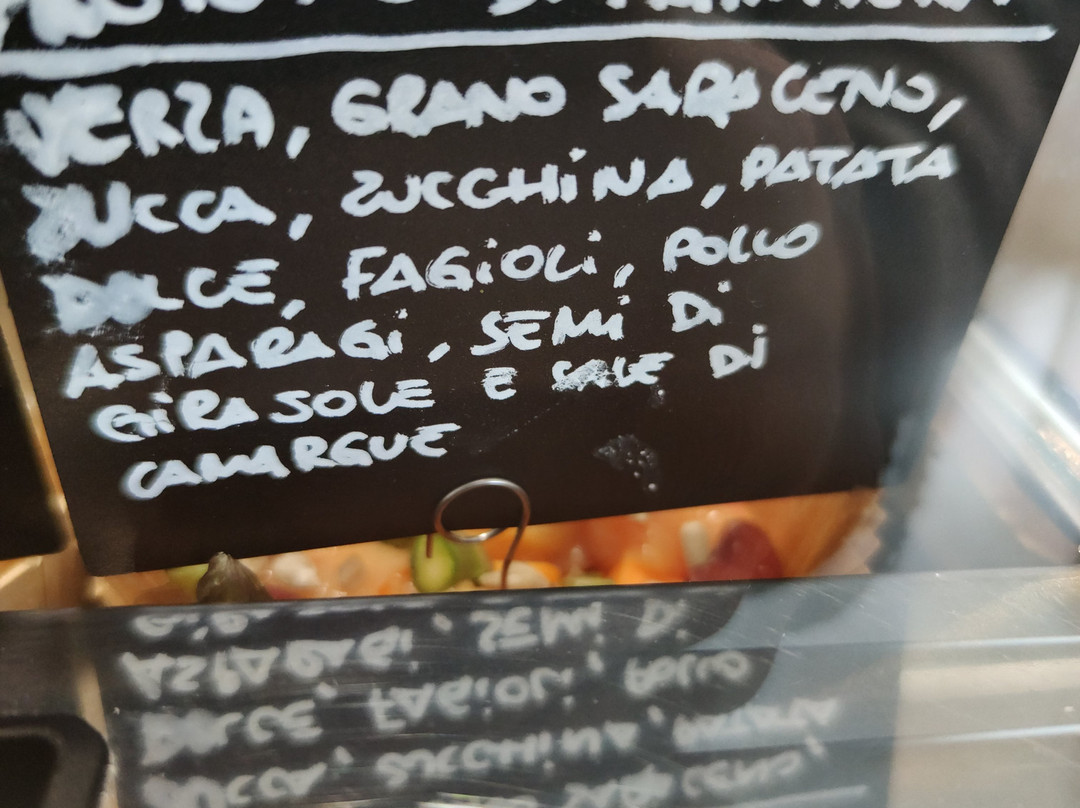 VERZA, GRANO SARACENO,
ZUCCA, ZUCCHiNA, PATATA
DOLCE, FAGiOLi, POLLO
ASPARAGi, SEMi Di
GiRASOLE E SALE Di
CAMARGUE